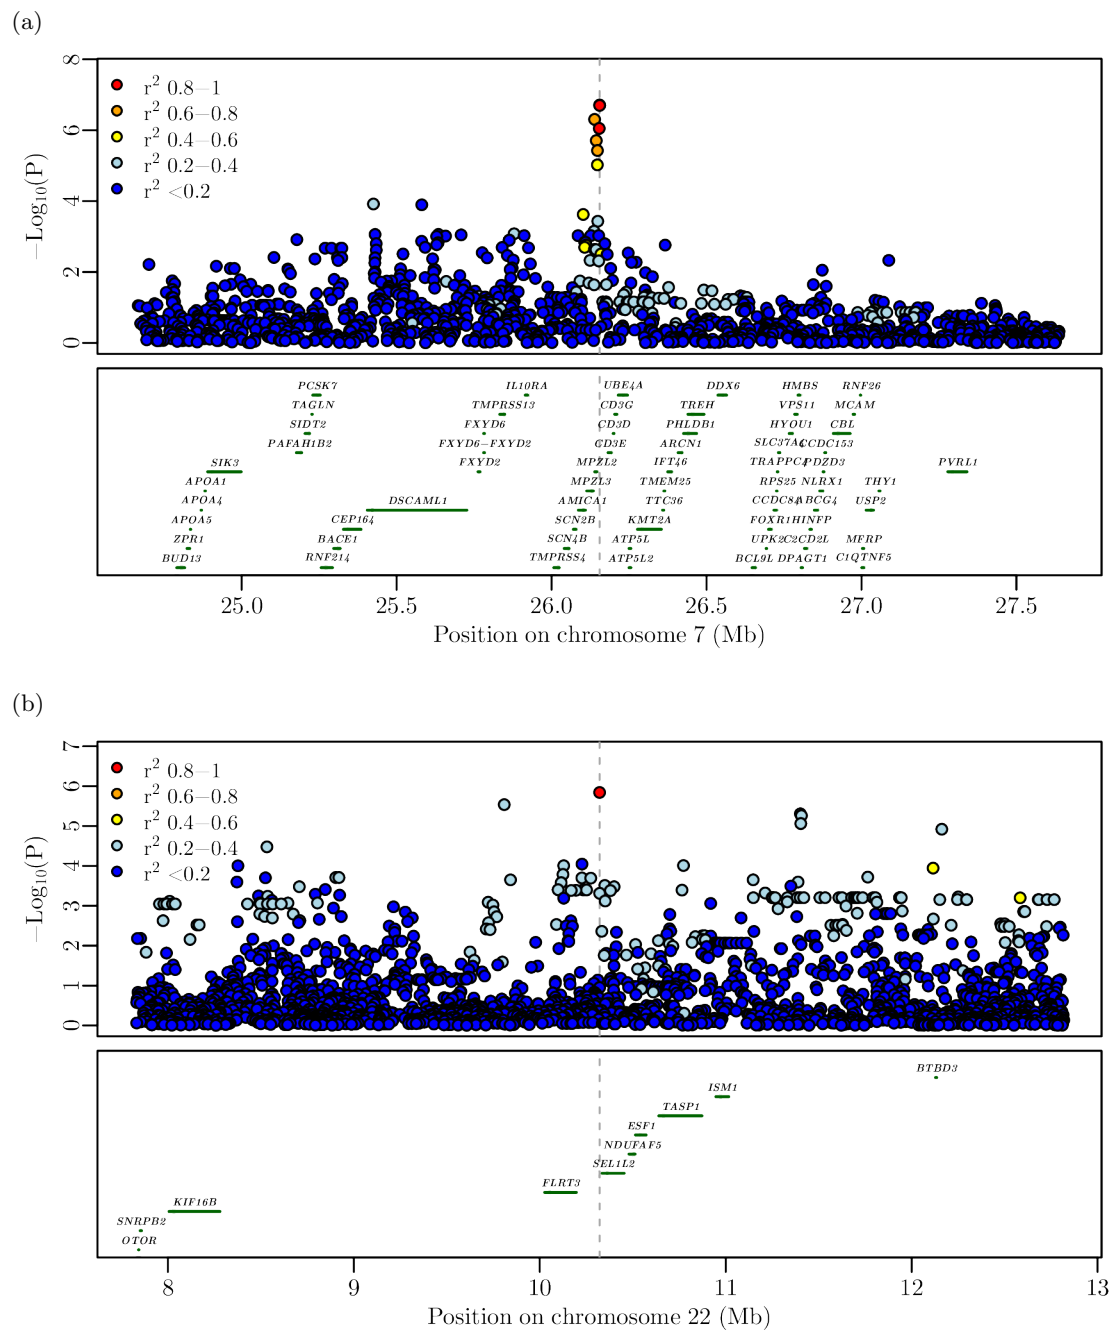 (a)
8
6
4
2
0
−Log10(P)
r2 0.8−1
r2 0.6−0.8
r2 0.4−0.6
r2 0.2−0.4
r2 <0.2
PCSK7 IL10RA UBE4A DDX6 HMBS RNF26
TAGLN TMPRSS13 CD3G TREH VPS11 MCAM
SIDT2 FXYD6 CD3D PHLDB1 HYOU1 CBL
PAFAH1B2 FXYD6−FXYD2 CD3E ARCN1 SLC37A4 CCDC153
SIK3 FXYD2 MPZL2 IFT46 TRAPPC4 PDZD3 PVRL1
APOA1 MPZL3 TMEM25 RPS25 NLRX1 THY1
APOA4 DSCAML1 AMICA1 TTC36 CCDC84 ABCG4 USP2
APOA5 CEP164 SCN2B KMT2A FOXR1 HINFP
ZPR1 BACE1 SCN4B ATP5L UPK2 C2CD2L MFRP
BUD13 RNF214 TMPRSS4 ATP5L2 BCL9L DPAGT1 C1QTNF5
25.0 25.5 26.0 26.5 27.0 27.5
Position on chromosome 7 (Mb)
(b)
7
6
5
4
3
2
1
0
−Log10(P)
r2 0.8−1
r2 0.6−0.8
r2 0.4−0.6
r2 0.2−0.4
r2 <0.2
BTBD3
ISM1
TASP1
ESF1
NDUFAF5
SEL1L2
FLRT3
KIF16B
SNRPB2
OTOR
8 9 10 11 12 13
Position on chromosome 22 (Mb)